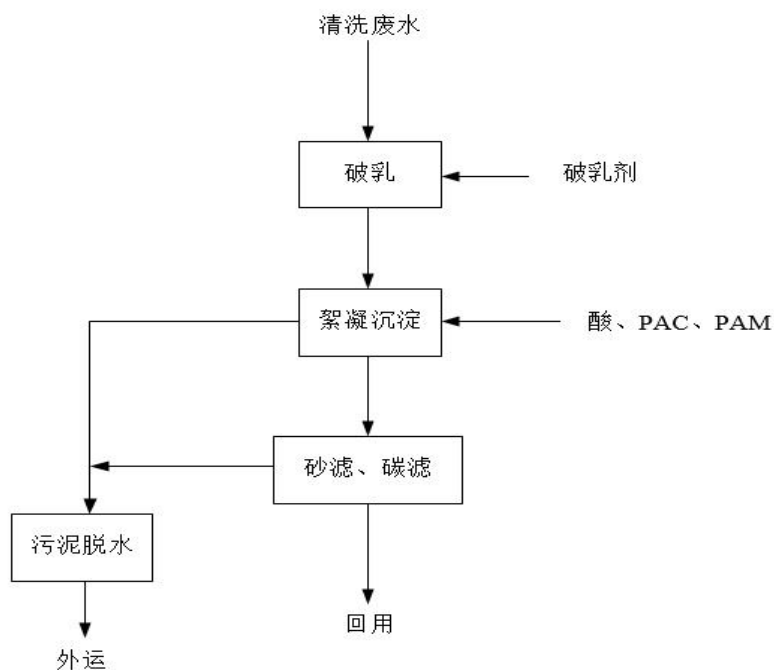 清洗废水
破乳
破乳剂
絮凝沉淀
酸、PAC、PAM
砂滤、碳滤
污泥脱水
回用
外运